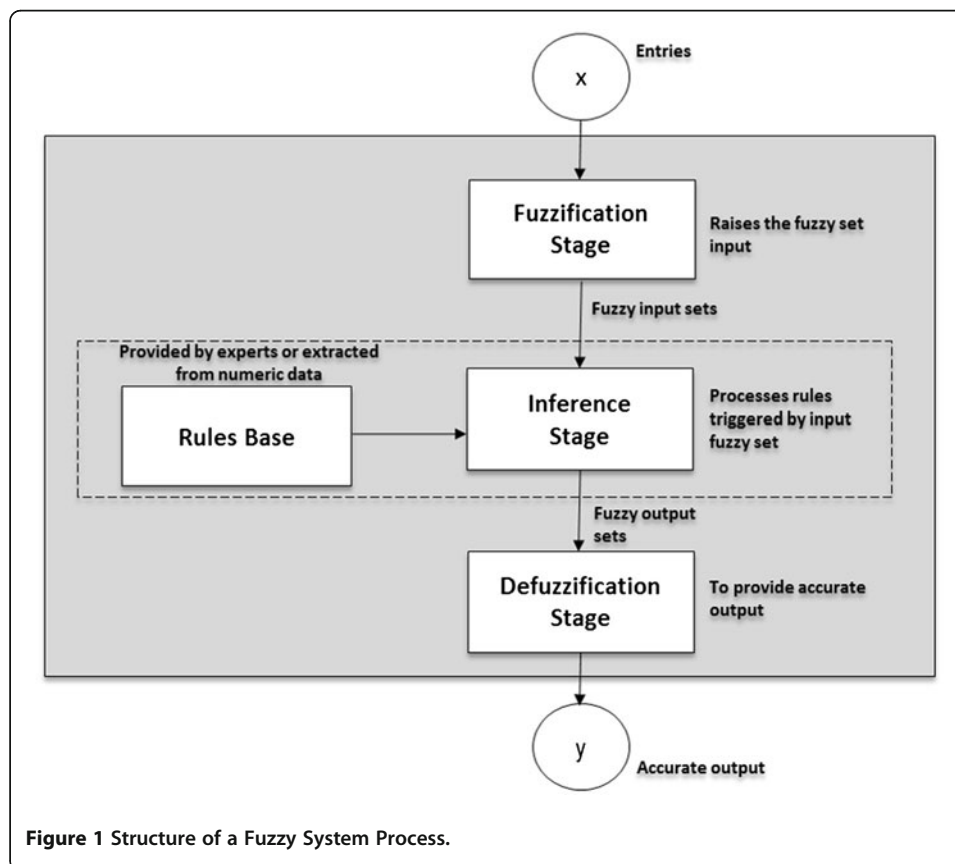 Entries
x
Fuzzification
Stage
Raises the fuzzy set
input
Fuzzy input sets
Provided by experts or extracted
from numeric data
Rules Base
Inference
Stage
Processes rules
triggered by input
fuzzy set
Fuzzy output
sets
Defuzzification
Stage
To provide accurate
output
y
Accurate output
Figure 1 Structure of a Fuzzy System Process.